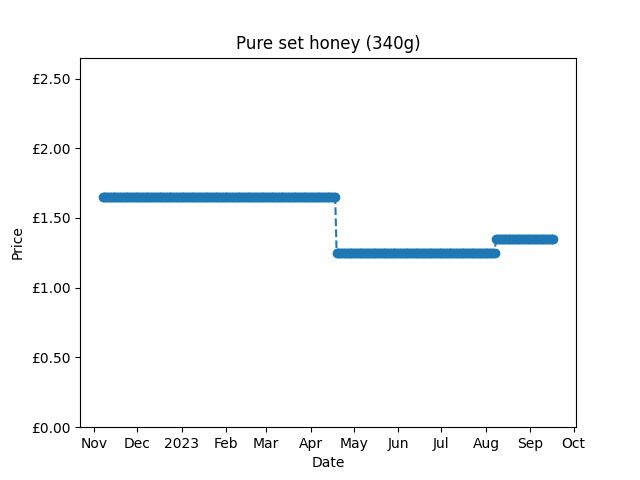 Pure set honey (340g)
£2.50
£2.00
£1.50
£1.00
£0.50
£0.00
Price
Nov Dec 2023 Feb Mar Apr May Jun Jul Aug Sep Oct
Date